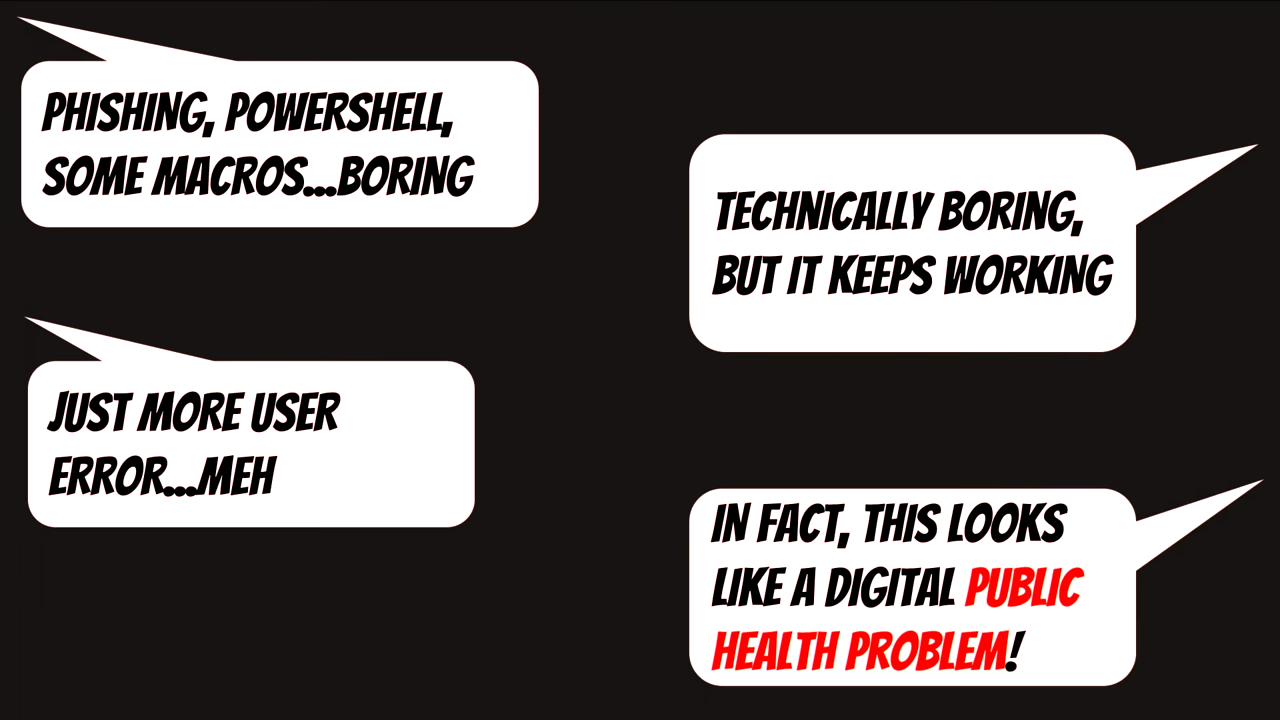 PHISHING, POWERSHELL,
SOME MACROS...BORING
TECHNICALLY BORING,
BUT IT KEEPS WORKING
JUST MORE USER
ERROR...MEH
IN FACT, THIS LOOKS
LIKE A DIGITAL PUBLIC
HEALTH PROBLEM!